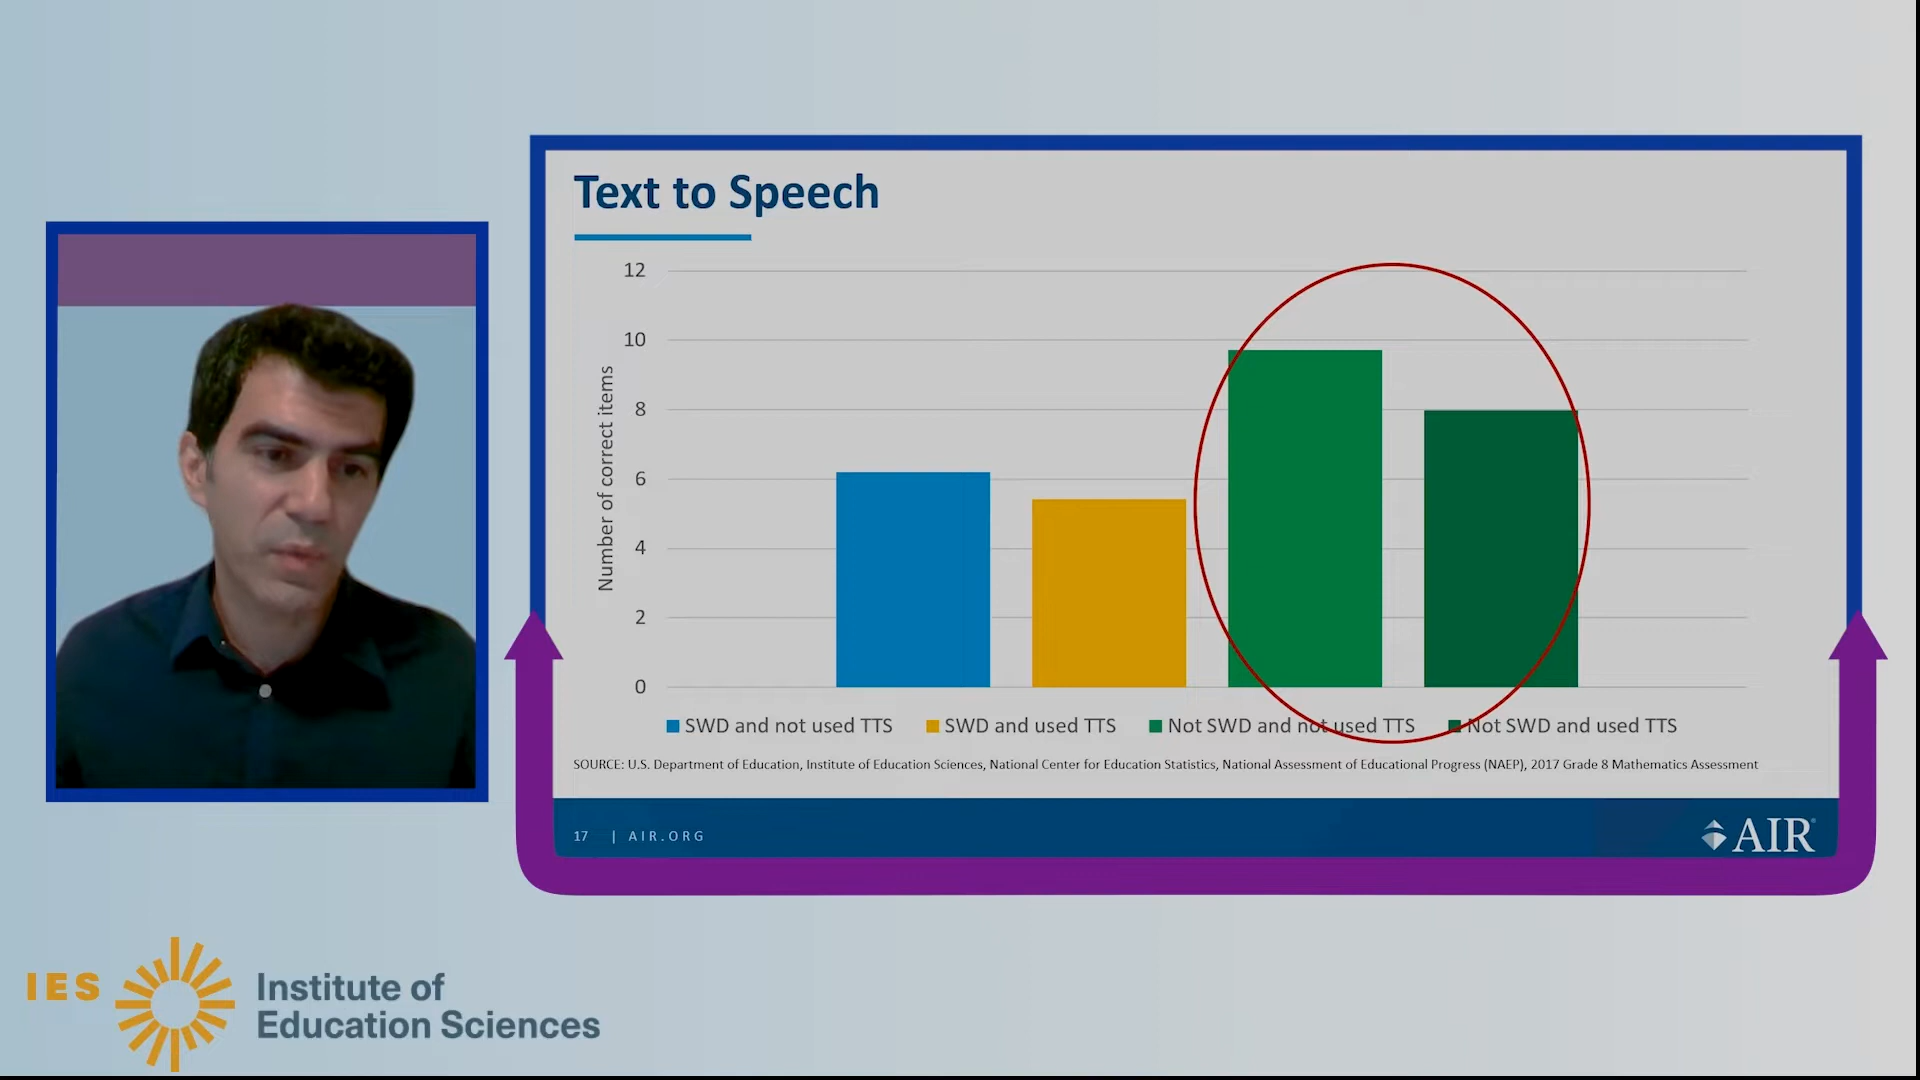 Text to Speech
12
10
8
6
4
2
0
Number of correct items
SWD and not used TTS SWD and used TTS Not SWD and not used TTS Not SWD and used TTS
SOURCE: U.S. Department of Education, Institute of Education Sciences, National Center for Education Statistics, National Assessment of Educational Progress (NAEP), 2017 Grade 8 Mathematics Assessment
17 | AIR.ORG
AIR
IES
Institute of
Education Sciences